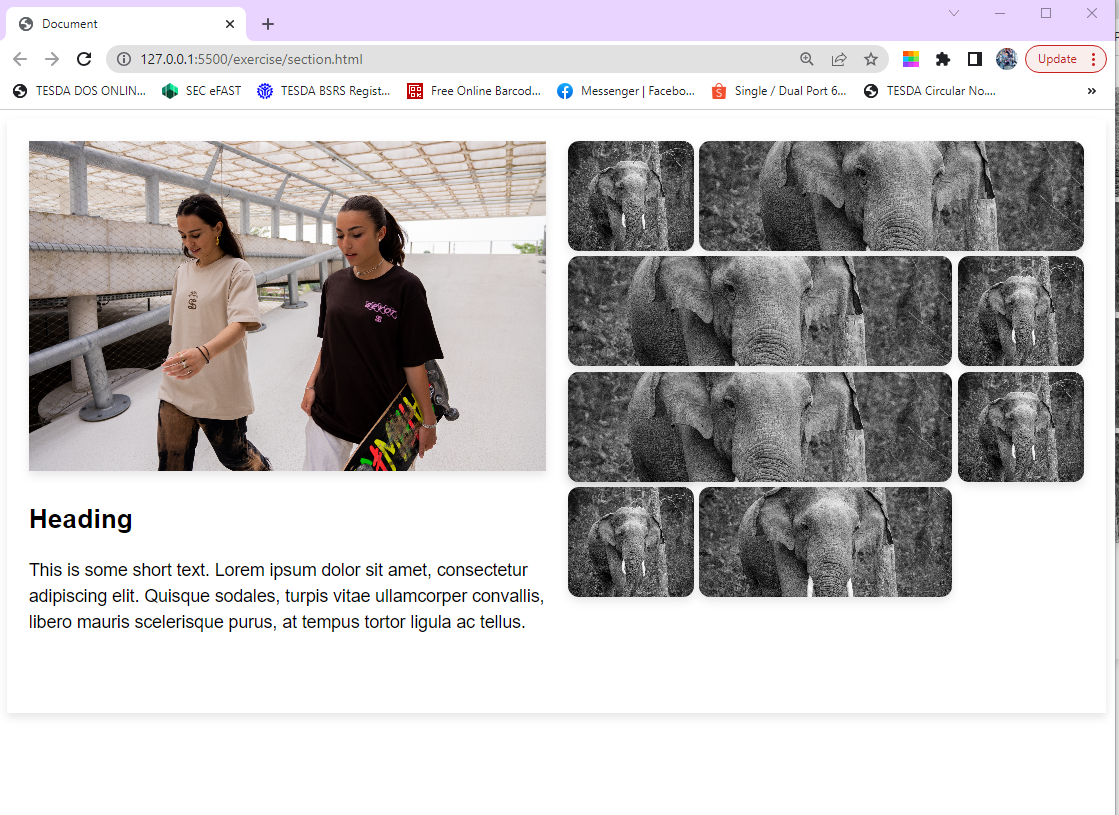 Document
127.0.0.1:5500/exercise/section.html
Update
TESDA DOS ONLIN...
SEC eFAST
TESDA BSRS Regist...
Free Online Barcod...
Messenger | Facebo...
Single / Dual Port 6...
TESDA Circular No....
»
Heading
This is some short text. Lorem ipsum dolor sit amet, consectetur
adipiscing elit. Quisque sodales, turpis vitae ullamcorper convallis,
libero mauris scelerisque purus, at tempus tortor ligula ac tellus.